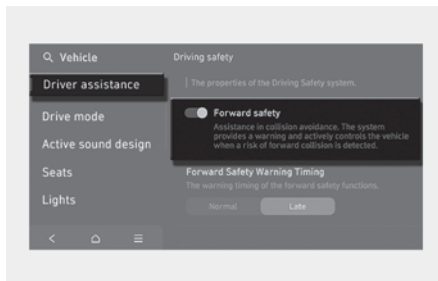 Vehicle
Driving safety
Driver assistance
The properties of the Driving Safety system.
Drive mode
Forward safety
Assistance in collision avoidance. The system
provides a warning and actively controls the vehicle
when a risk of forward collision is detected.
Active sound design
Seats
Forward Safety Warning Timing
The warning timing of the forward safety functions.
Lights
Normal
Late